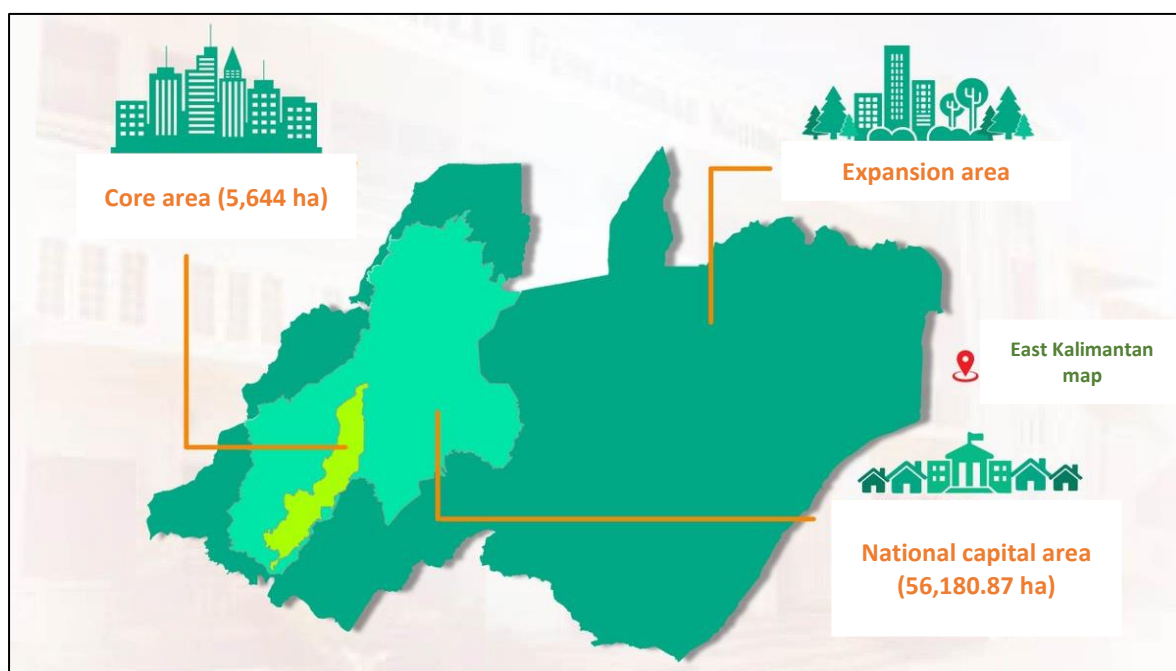 Core area (5,644 ha)
Expansion area
East Kalimantan
map
National capital area
(56,180.87 ha)